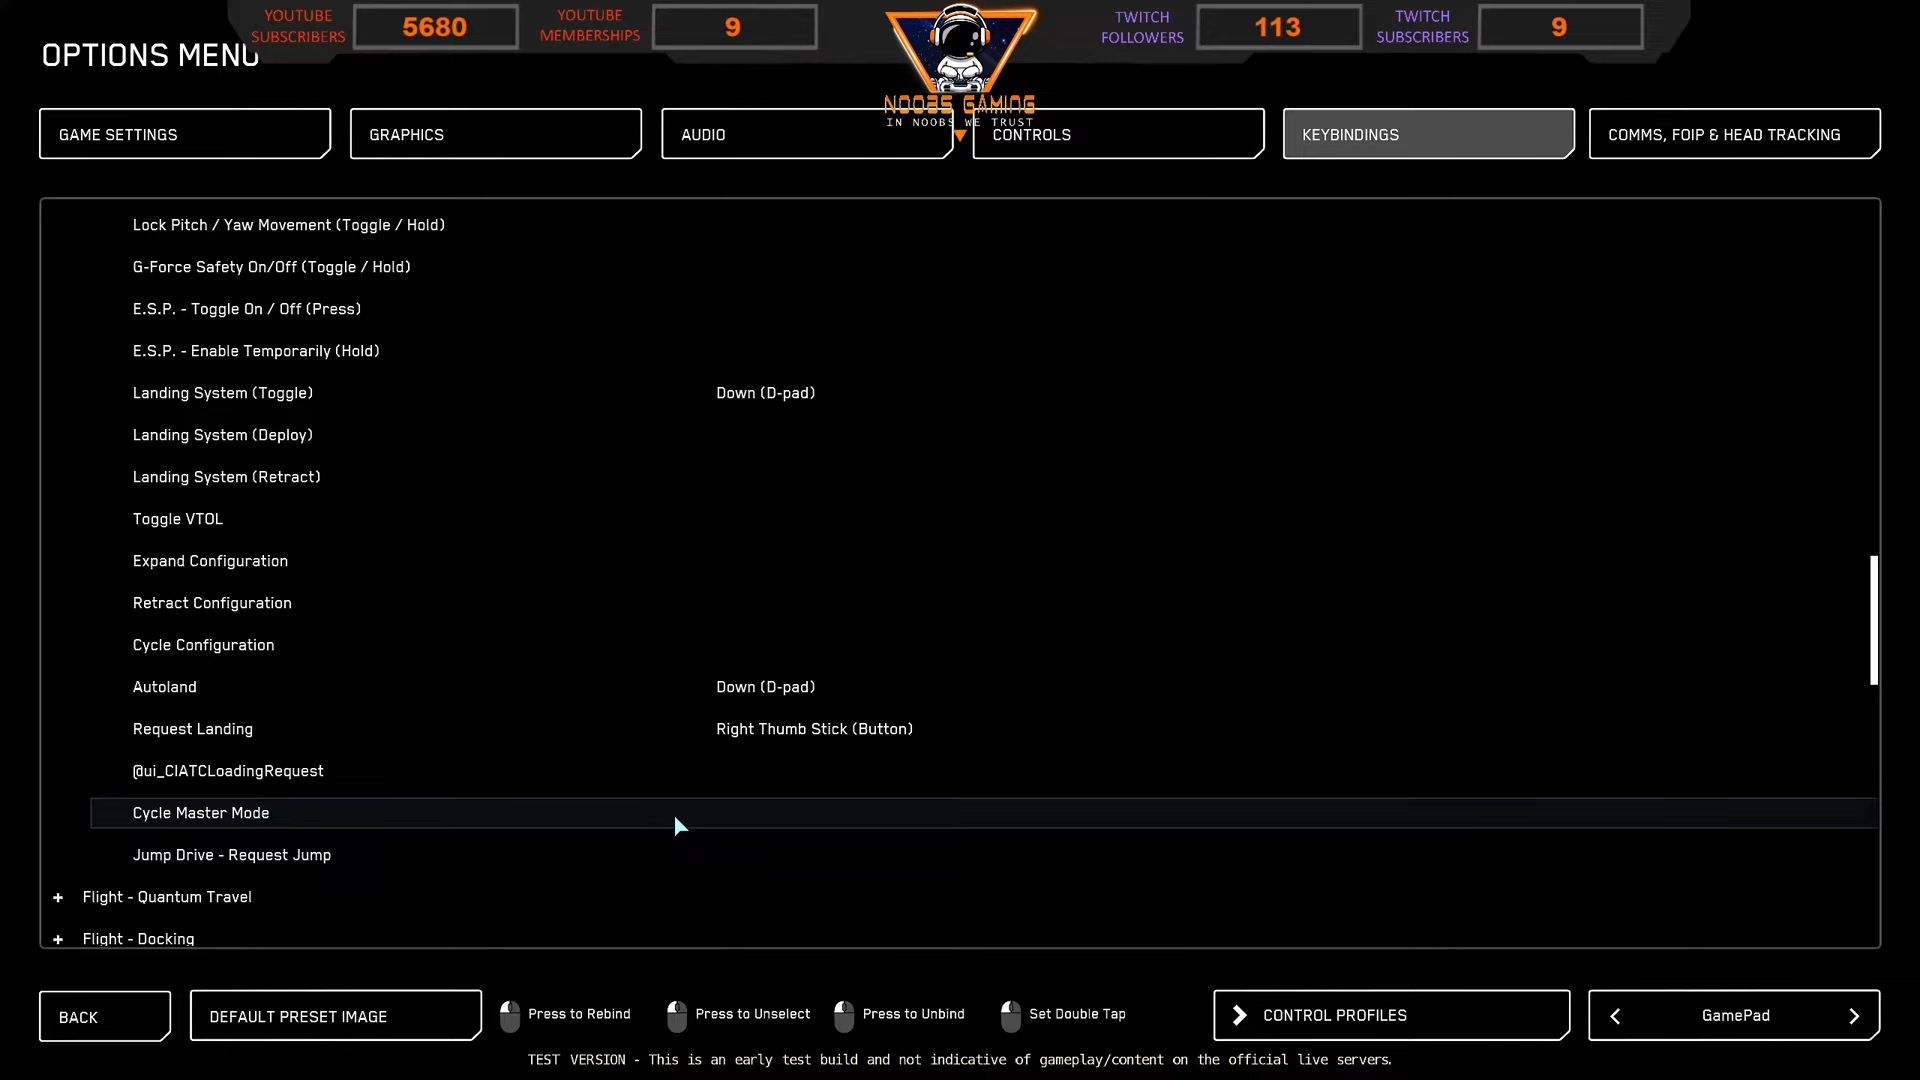 YOUTUBE SUBSCRIBERS
5680
YOUTUBE MEMBERSHIPS
9
TWITCH FOLLOWERS
113
TWITCH SUBSCRIBERS
9
OPTIONS MENU
NOOBS GAMING
IN NOOBS WE TRUST
GAME SETTINGS
GRAPHICS
AUDIO
CONTROLS
KEYBINDINGS
COMMS, FOIP & HEAD TRACKING
Lock Pitch / Yaw Movement (Toggle / Hold)
G-Force Safety On/Off (Toggle / Hold)
E.S.P. - Toggle On / Off (Press)
E.S.P. - Enable Temporarily (Hold)
Landing System (Toggle) Down (D-pad)
Landing System (Deploy)
Landing System (Retract)
Toggle VTOL
Expand Configuration
Retract Configuration
Cycle Configuration
Autoland Down (D-pad)
Request Landing Right Thumb Stick (Button)
@ui_CIATCLoadingRequest
Cycle Master Mode
Jump Drive - Request Jump
+ Flight - Quantum Travel
+ Flight - Docking
BACK
DEFAULT PRESET IMAGE
Press to Rebind
Press to Unselect
Press to Unbind
Set Double Tap
CONTROL PROFILES
GamePad
TEST VERSION - This is an early test build and not indicative of gameplay/content on the official live servers.